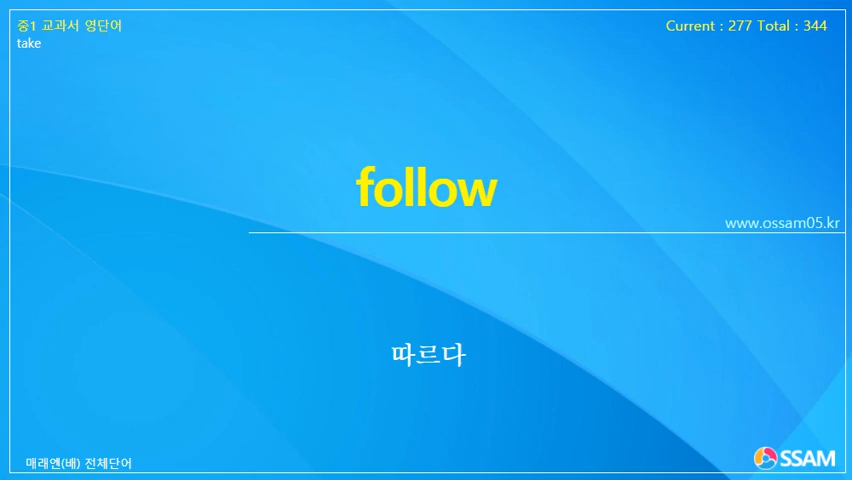 중1 교과서 영단어
Current : 277 Total : 344
take
follow
www.ossam05.kr
따르다
매래엔(배) 전체단어
OSSAM